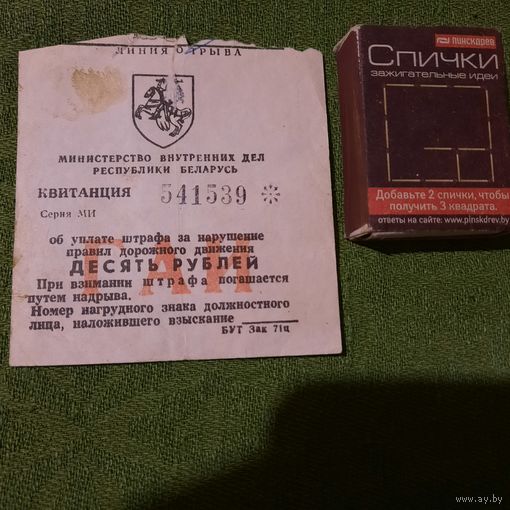 ЛИНИЯ ОТРЫВА
МИНИСТЕРСТВО ВНУТРЕННИХ ДЕЛ
РЕСПУБЛИКИ БЕЛАРУСЬ
КВИТАНЦИЯ 541539 *
Серия МИ
об уплате штрафа за нарушение
правил дорожного движения
ДЕСЯТЬ РУБЛЕЙ
При взимании штрафа погашается
путем надрыва.
Номер нагрудного знака должностного
лица, наложившего взыскание
БУТ Зак 71ц
ГАИ
ПИНСКДРЕВ
Спички
зажигательные идеи
Добавьте 2 спички, чтобы
получить 3 квадрата.
ответы на сайте: www.pinskdrev.by
www.ay.by